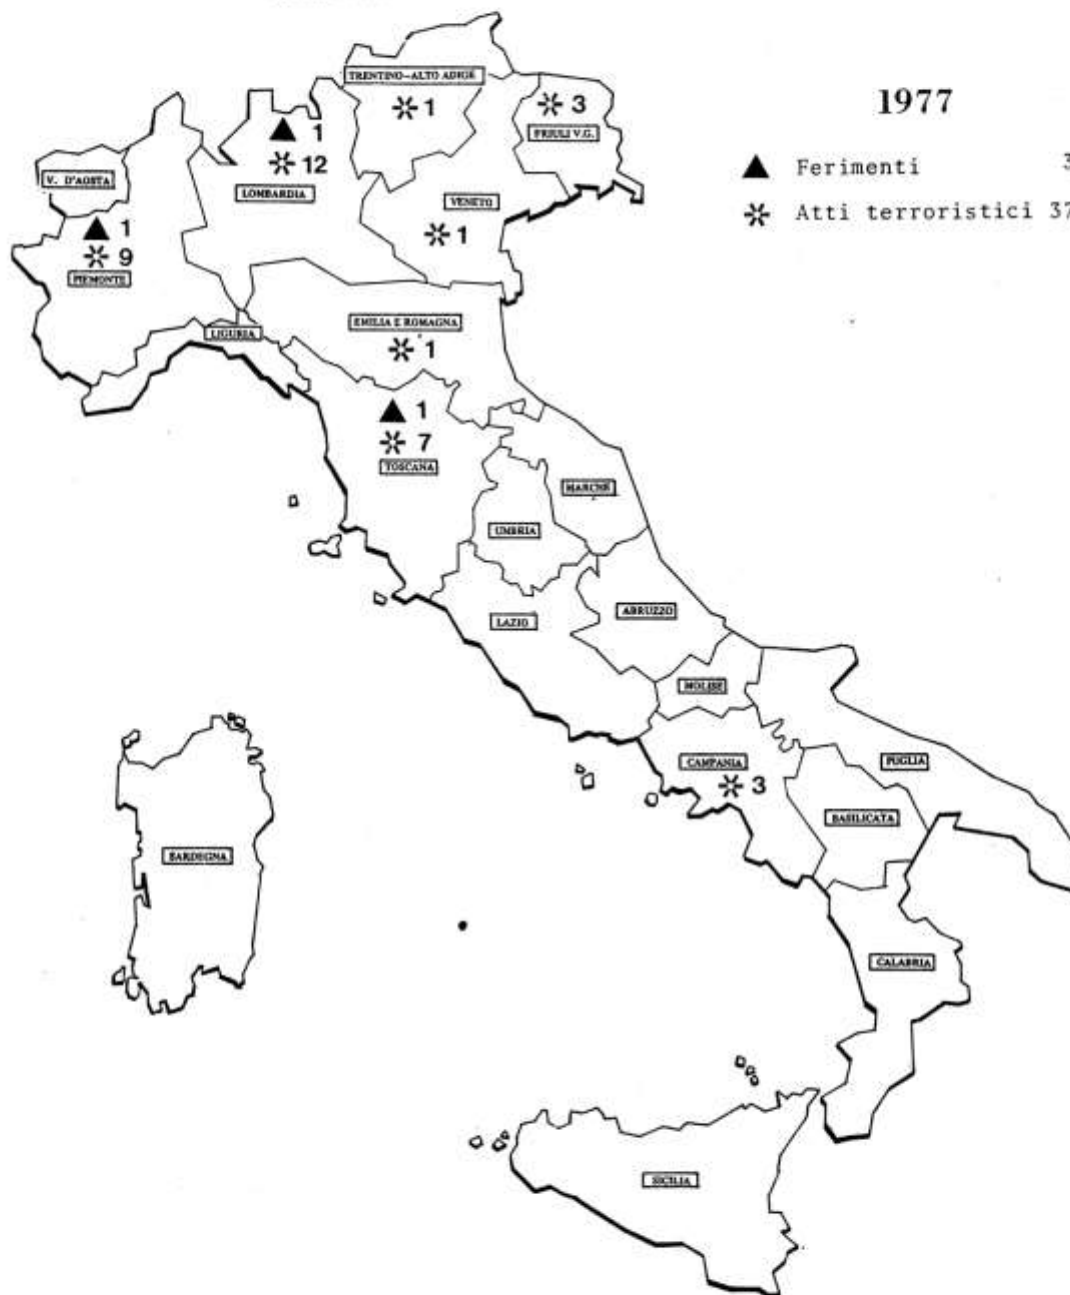 1977
▲ Ferimenti 3
Atti terroristici 37
TRENTINO-ALTO ADIGE
1
3
FRIULI V.G.
1
12
LOMBARDIA
V. D'AOSTA
1
9
PIEMONTE
VENETO
1
LIGURIA
EMILIA E ROMAGNA
1
1
7
TOSCANA
MARCHE
UMBRIA
LAZIO
ABRUZZO
MOLISE
CAMPANIA
3
PUGLIA
BASILICATA
SARDEGNA
CALABRIA
SICILIA